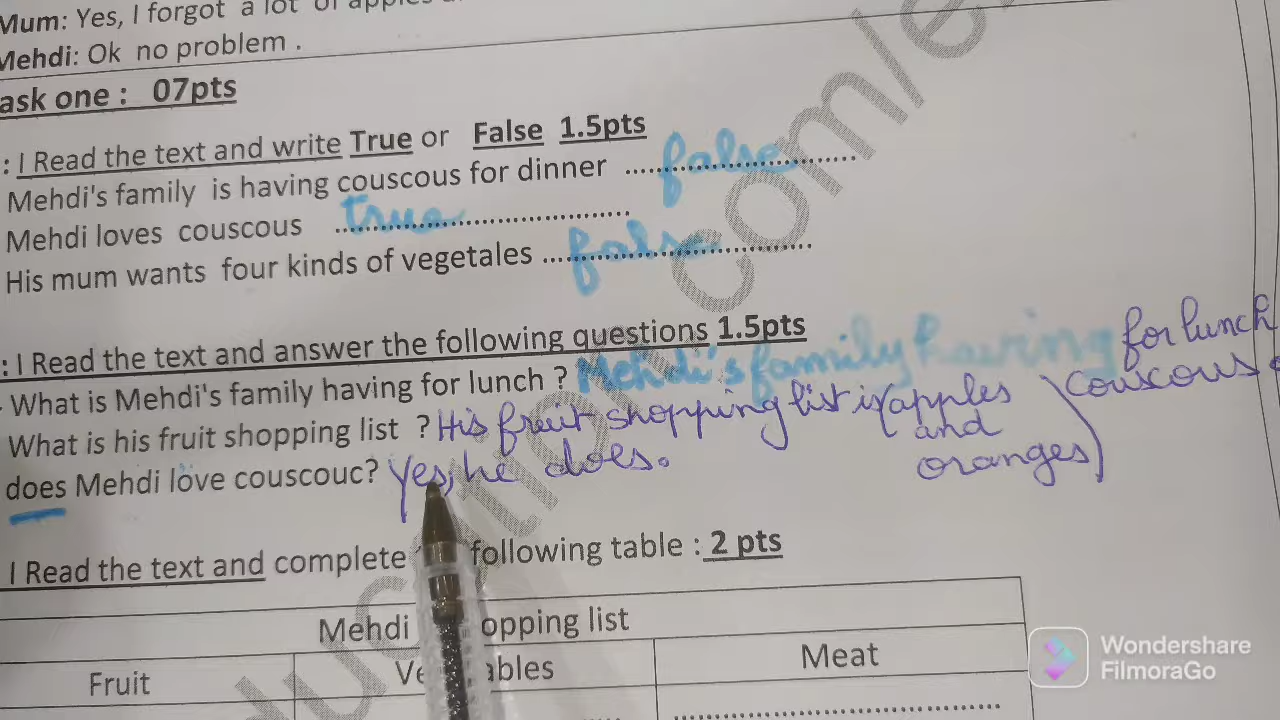 Mum: Yes, I forgot a lot of apples
Mehdi: Ok no problem .
ask one : 07pts
: I Read the text and write True or False 1.5pts
Mehdi's family is having couscous for dinner ........................ false
Mehdi loves couscous ........................ true
His mum wants four kinds of vegetales ........................ false
: I Read the text and answer the following questions 1.5pts
What is Mehdi's family having for lunch ? Mehdi's family having for lunch couscous
What is his fruit shopping list ? His fruit shopping list is apples and oranges
does Mehdi love couscouc? Yes, he does.
I Read the text and complete following table : 2 pts
Mehdi opping list
Fruit Ve ables Meat
........................
Wondershare
FilmoraGo